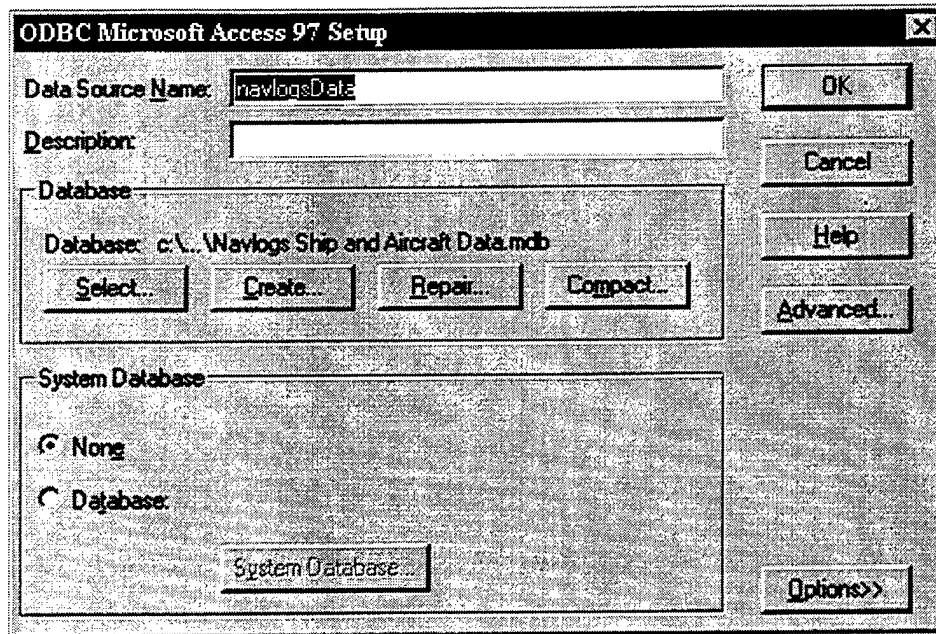 ODBC Microsoft Access 97 Setup
Data Source Name: navlogsData
Description:
Database
Database: c:\...\Navlogs Ship and Aircraft Data.mdb
Select... Create... Repair... Compact...
System Database
None
Database:
System Database...
OK
Cancel
Help
Advanced...
Options>>